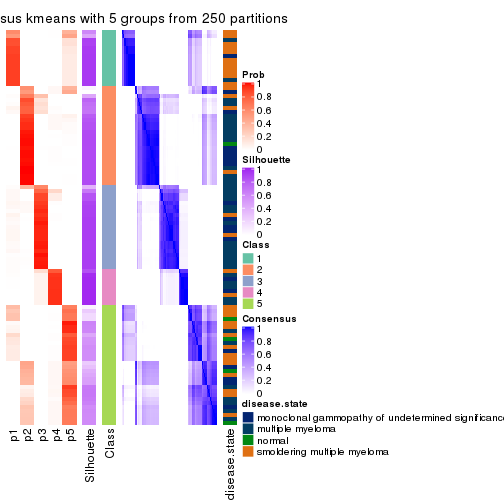 sus kmeans with 5 groups from 250 partitions
Prob
1
0.8
0.6
0.4
0.2
0
Silhouette
1
0.8
0.6
0.4
0.2
0
Class
1
2
3
4
5
Consensus
1
0.8
0.6
0.4
0.2
0
disease.state
monoclonal gammopathy of undetermined significance
multiple myeloma
normal
smoldering multiple myeloma
p1
p2
p3
p4
p5
Silhouette
Class
disease.state